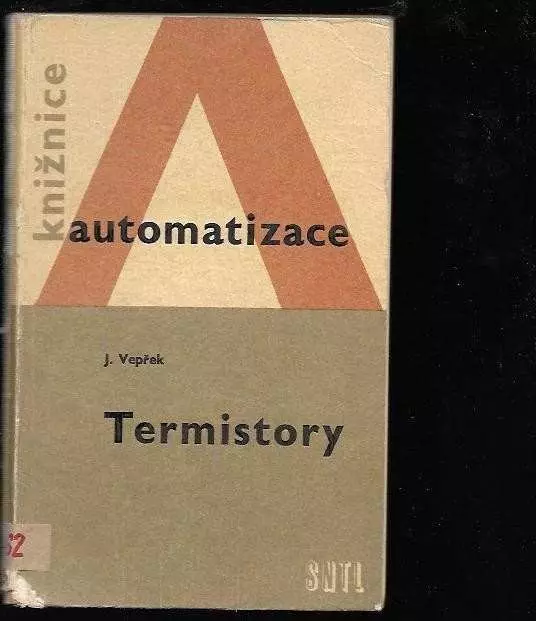 knižnice
automatizace
J. Vepřek
Termistory
SNTL